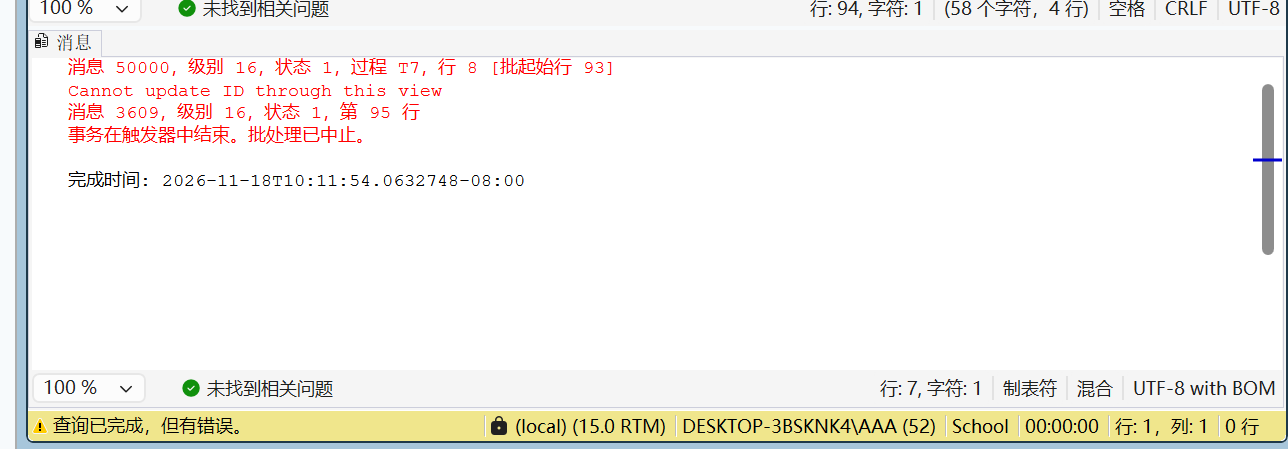 100 % 未找到相关问题 行: 94, 字符: 1 (58 个字符, 4 行) 空格 CRLF UTF-8
消息
消息 50000, 级别 16, 状态 1, 过程 T7, 行 8 [批起始行 93]
Cannot update ID through this view
消息 3609, 级别 16, 状态 1, 第 95 行
事务在触发器中结束。批处理已中止。
完成时间: 2026-11-18T10:11:54.0632748-08:00
100 % 未找到相关问题 行: 7, 字符: 1 制表符 混合 UTF-8 with BOM
查询已完成，但有错误。 (local) (15.0 RTM) DESKTOP-3BSKNK4\AAA (52) School 00:00:00 行: 1, 列: 1 0 行